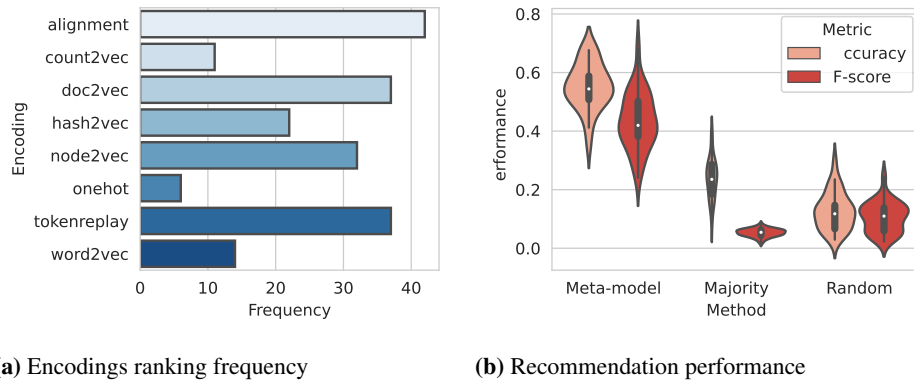 alignment
count2vec
doc2vec
hash2vec
node2vec
onehot
tokenreplay
word2vec
Encoding
0 10 20 30 40
Frequency
a) Encodings ranking frequency
erformance
0.8
0.6
0.4
0.2
0.0
Metric
ccuracy
F-score
Meta-model Majority Random
Method
(b) Recommendation performance